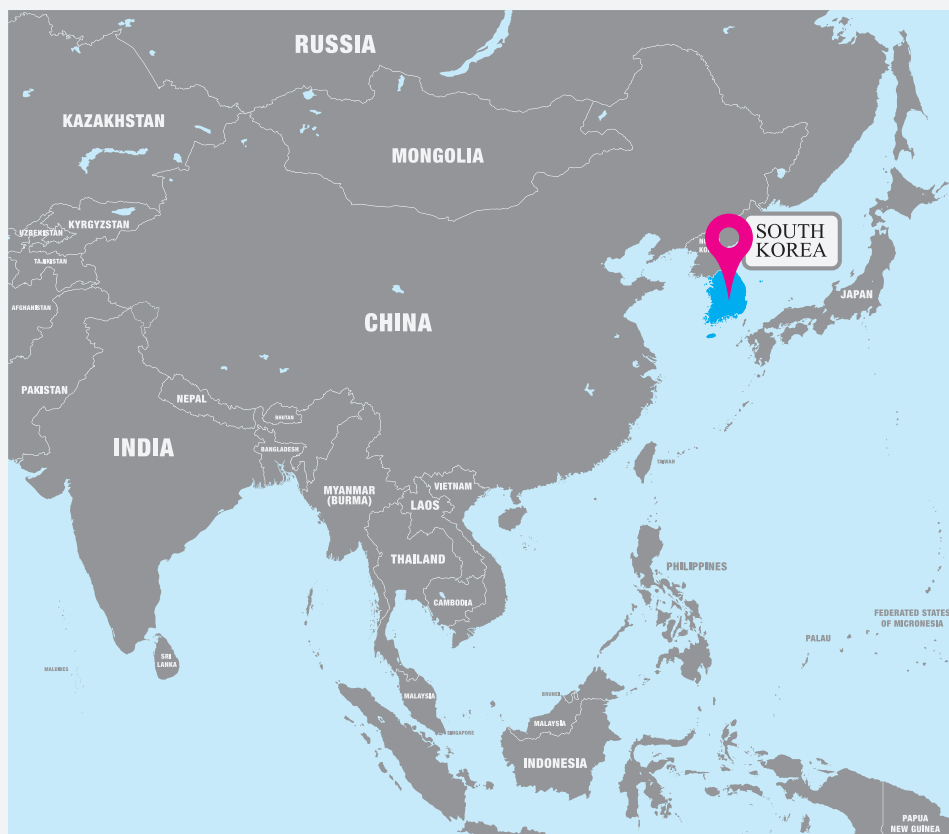 RUSSIA
KAZAKHSTAN
MONGOLIA
UZBEKISTAN
KYRGYZSTAN
SOUTH
KOREA
TAJIKISTAN
JAPAN
AFGHANISTAN
CHINA
PAKISTAN
NEPAL
BHUTAN
INDIA
BANGLADESH
TAIWAN
MYANMAR
(BURMA)
VIETNAM
LAOS
THAILAND
PHILIPPINES
CAMBODIA
FEDERATED STATES
OF MICRONESIA
PALAU
SRI
LANKA
MALDIVES
MALAYSIA
BRUNEI
MALAYSIA
SINGAPORE
INDONESIA
PAPUA
NEW GUINEA